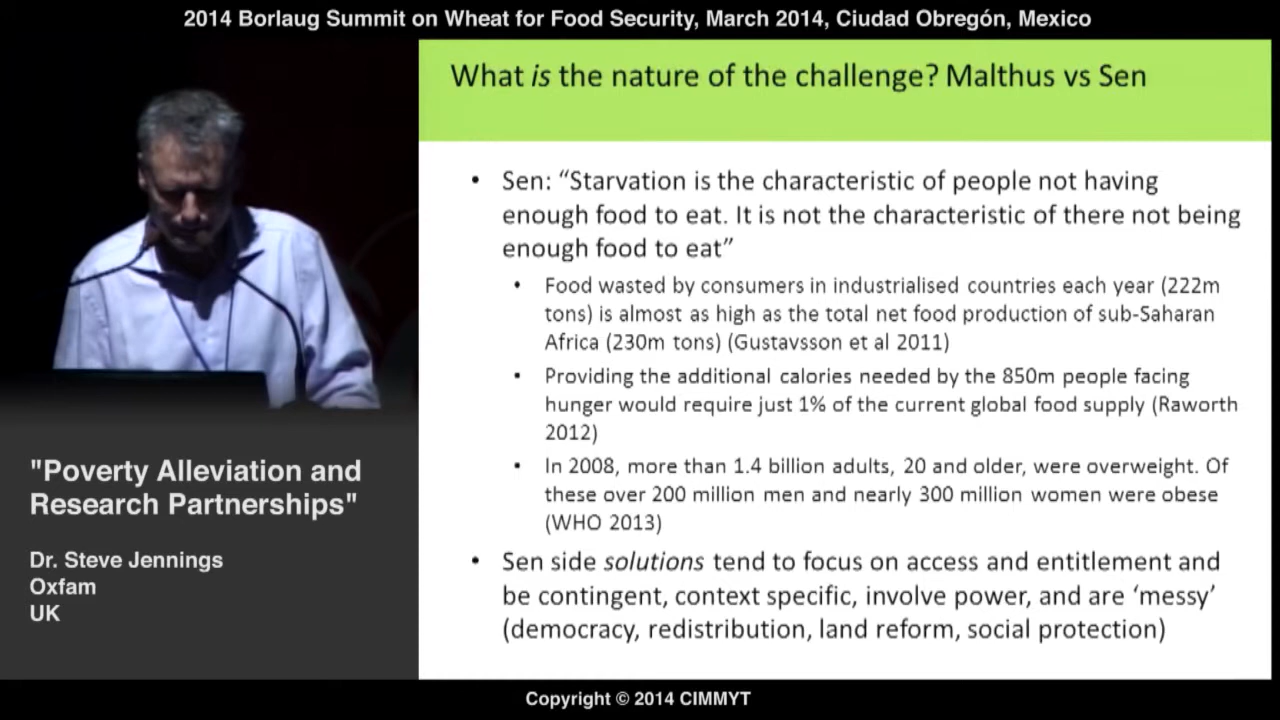 2014 Borlaug Summit on Wheat for Food Security, March 2014, Ciudad Obregón, Mexico
What is the nature of the challenge? Malthus vs Sen
• Sen: “Starvation is the characteristic of people not having
enough food to eat. It is not the characteristic of there not being
enough food to eat”
• Food wasted by consumers in industrialised countries each year (222m
tons) is almost as high as the total net food production of sub-Saharan
Africa (230m tons) (Gustavsson et al 2011)
• Providing the additional calories needed by the 850m people facing
hunger would require just 1% of the current global food supply (Raworth
2012)
• In 2008, more than 1.4 billion adults, 20 and older, were overweight. Of
these over 200 million men and nearly 300 million women were obese
(WHO 2013)
• Sen side solutions tend to focus on access and entitlement and
be contingent, context specific, involve power, and are ‘messy’
(democracy, redistribution, land reform, social protection)
"Poverty Alleviation and
Research Partnerships"
Dr. Steve Jennings
Oxfam
UK
Copyright © 2014 CIMMYT